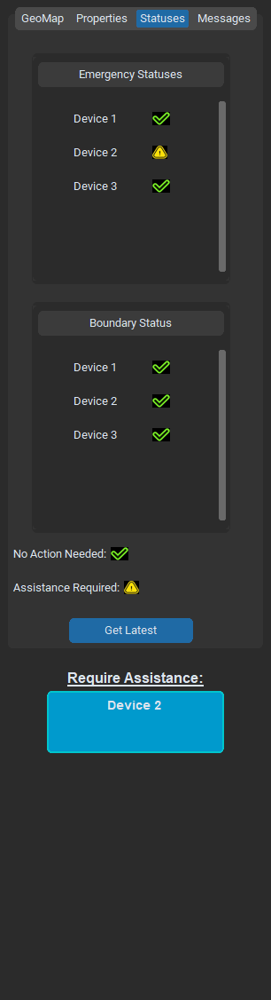 GeoMap Properties Statuses Messages
Emergency Statuses
Device 1
Device 2
Device 3
Boundary Status
Device 1
Device 2
Device 3
No Action Needed:
Assistance Required:
Get Latest
Require Assistance:
Device 2